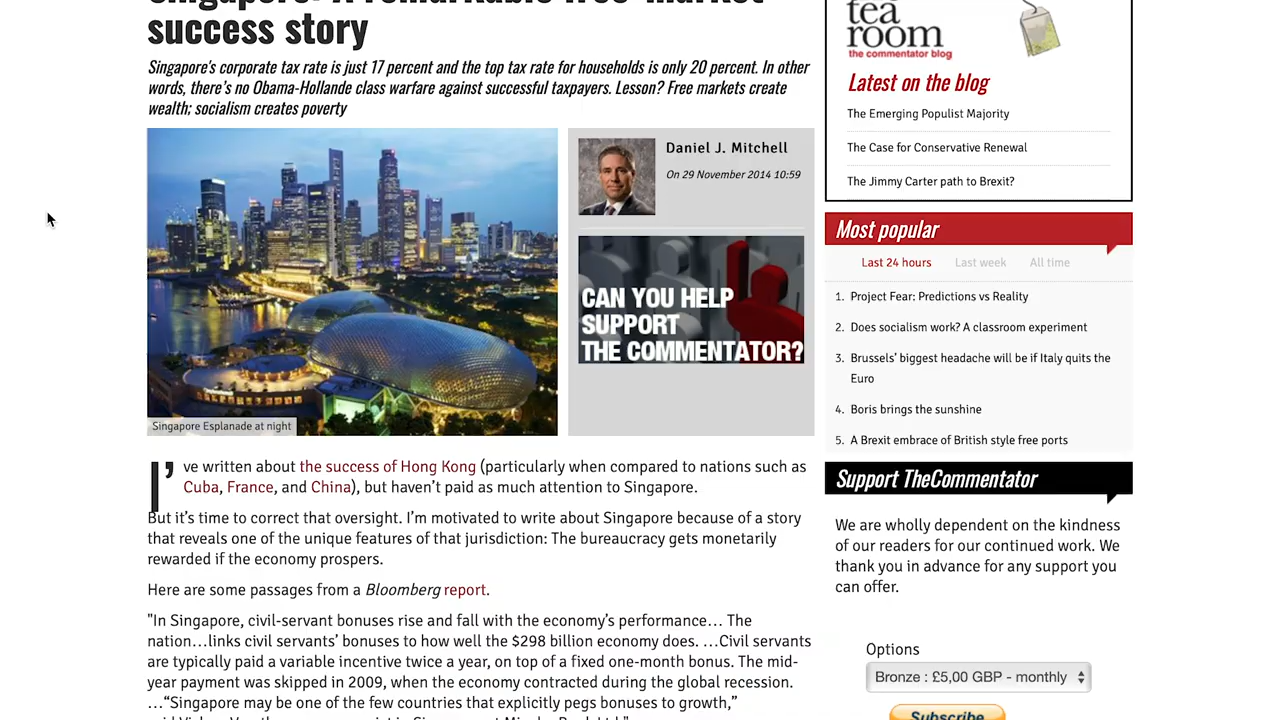 Singapore: A remarkable free-market
success story
Singapore's corporate tax rate is just 17 percent and the top tax rate for households is only 20 percent. In other
words, there's no Obama-Hollande class warfare against successful taxpayers. Lesson? Free markets create
wealth; socialism creates poverty
Singapore Esplanade at night
Daniel J. Mitchell
On 29 November 2014 10:59
CAN YOU HELP
SUPPORT
THE COMMENTATOR?
I've written about the success of Hong Kong (particularly when compared to nations such as
Cuba, France, and China), but haven't paid as much attention to Singapore.
But it's time to correct that oversight. I'm motivated to write about Singapore because of a story
that reveals one of the unique features of that jurisdiction: The bureaucracy gets monetarily
rewarded if the economy prospers.
Here are some passages from a Bloomberg report.
"In Singapore, civil-servant bonuses rise and fall with the economy's performance… The
nation…links civil servants' bonuses to how well the $298 billion economy does. …Civil servants
are typically paid a variable incentive twice a year, on top of a fixed one-month bonus. The mid-
year payment was skipped in 2009, when the economy contracted during the global recession.
…"Singapore may be one of the few countries that explicitly pegs bonuses to growth,"
tea
room
the commentator blog
Latest on the blog
The Emerging Populist Majority
The Case for Conservative Renewal
The Jimmy Carter path to Brexit?
Most popular
Last 24 hours Last week All time
1. Project Fear: Predictions vs Reality
2. Does socialism work? A classroom experiment
3. Brussels' biggest headache will be if Italy quits the
Euro
4. Boris brings the sunshine
5. A Brexit embrace of British style free ports
Support TheCommentator
We are wholly dependent on the kindness
of our readers for our continued work. We
thank you in advance for any support you
can offer.
Options
Bronze : £5,00 GBP - monthly
Subscribe